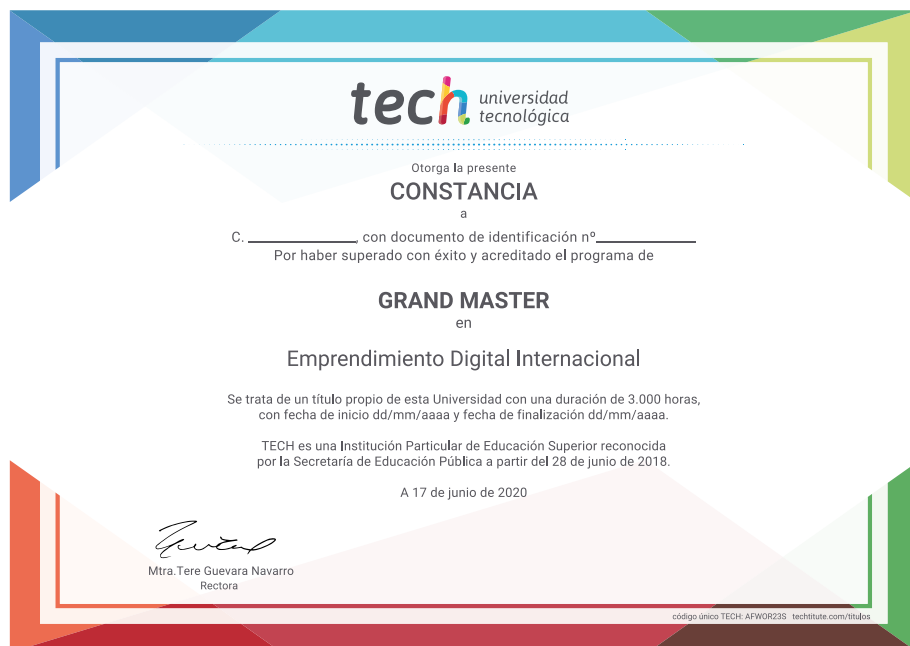 tech universidad
tecnológica
Otorga la presente
CONSTANCIA
a
C. ____________, con documento de identificación nº___________
Por haber superado con éxito y acreditado el programa de
GRAND MASTER
en
Emprendimiento Digital Internacional
Se trata de un título propio de esta Universidad con una duración de 3.000 horas,
con fecha de inicio dd/mm/aaaa y fecha de finalización dd/mm/aaaa.
TECH es una Institución Particular de Educación Superior reconocida
por la Secretaría de Educación Pública a partir del 28 de junio de 2018.
A 17 de junio de 2020
Mtra.Tere Guevara Navarro
Rectora
código único TECH: AFWOR23S techtitute.com/titulos